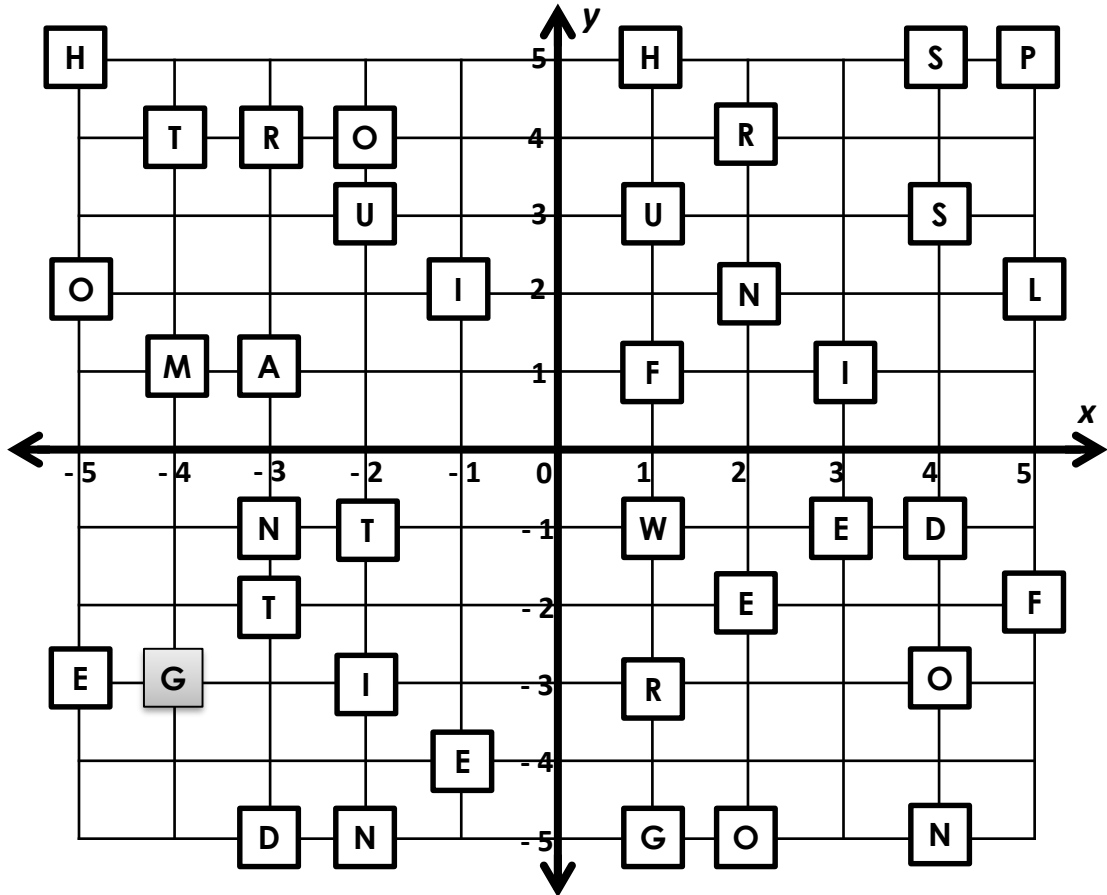 y
H 5 H S P
T R O 4 R
U 3 U S
O I 2 N L
M A 1 F I
x
-5 -4 -3 -2 -1 0 1 2 3 4 5
N T -1 W E D
T -2 E F
E G I -3 R O
E -4
D N -5 G O N